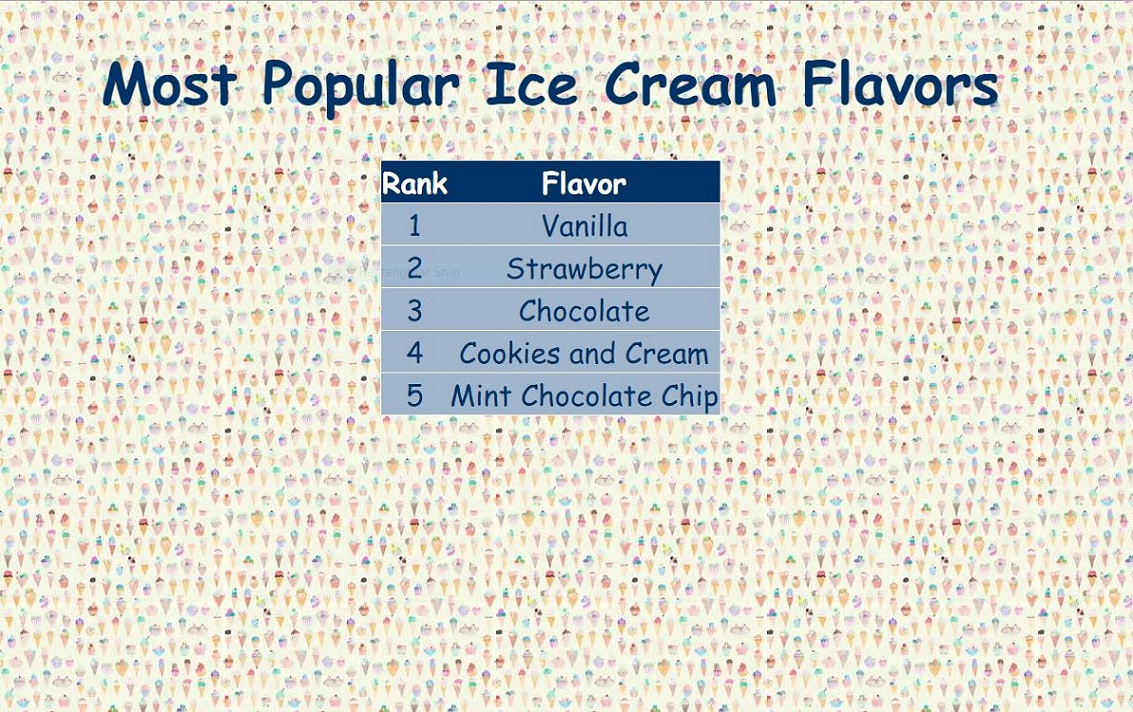 Most Popular Ice Cream Flavors
Rank Flavor
1 Vanilla
2 Strawberry
3 Chocolate
4 Cookies and Cream
5 Mint Chocolate Chip